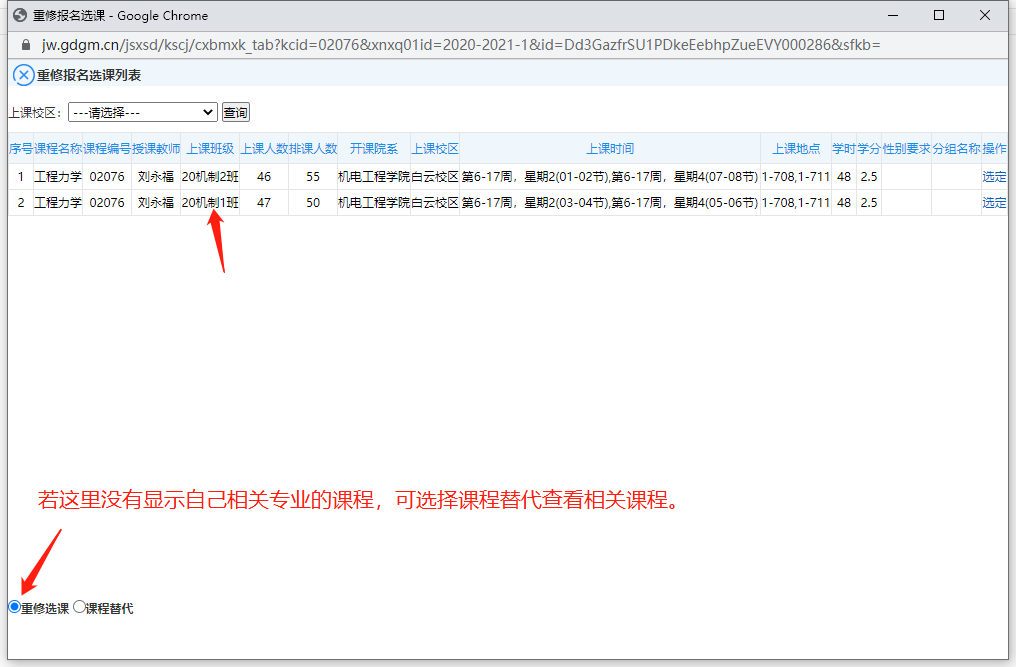 重修报名选课 - Google Chrome
jw.gdgm.cn/jsxsd/kscj/cxbmxk_tab?kcid=02076&xnxq01id=2020-2021-1&id=Dd3GazfrSU1PDkeEebhpZueEVY000286&sfkb=
重修报名选课列表
上课校区： ---请选择--- 查询
序号 课程名称 课程编号 授课教师 上课班级 上课人数 排课人数 开课院系 上课校区 上课时间 上课地点 学时 学分 性别要求 分组名称 操作
1 工程力学 02076 刘永福 20机制2班 46 55 机电工程学院 白云校区 第6-17周，星期2(01-02节),第6-17周，星期4(07-08节) 1-708,1-711 48 2.5 选定
2 工程力学 02076 刘永福 20机制1班 47 50 机电工程学院 白云校区 第6-17周，星期2(03-04节),第6-17周，星期4(05-06节) 1-708,1-711 48 2.5 选定
若这里没有显示自己相关专业的课程，可选择课程替代查看相关课程。
重修选课 课程替代